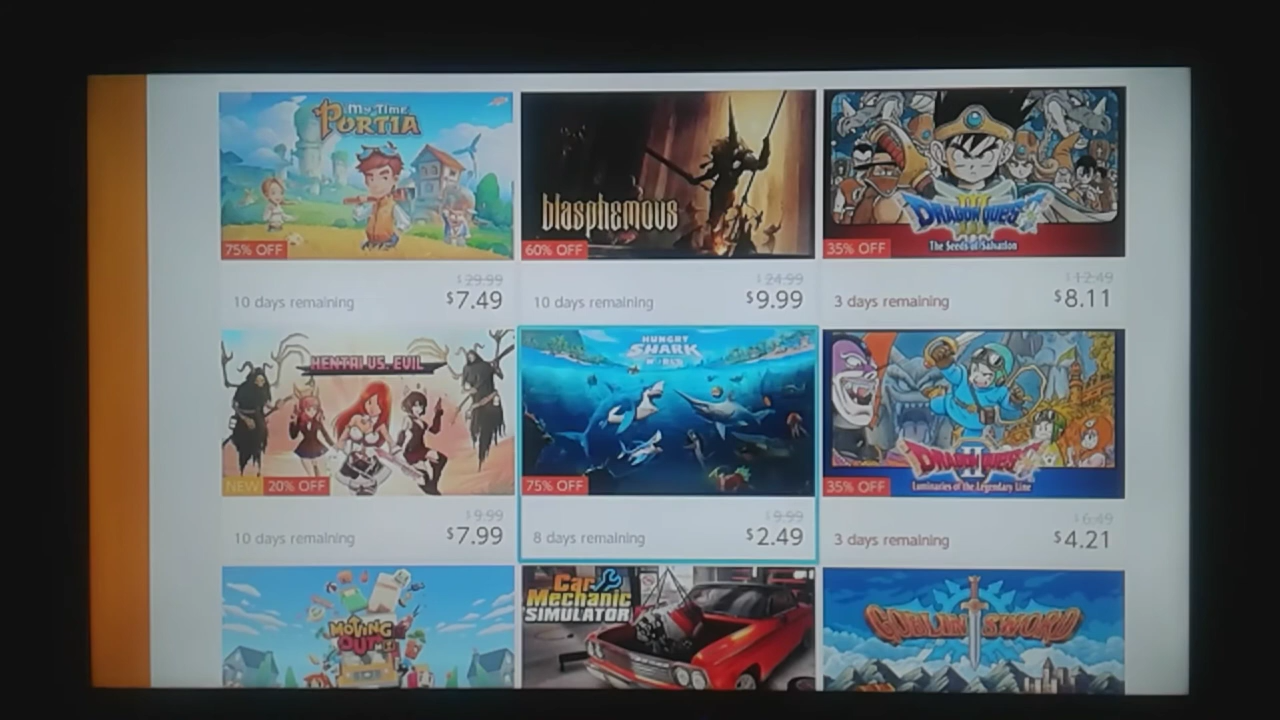 MY TIME
AT
PORTIA
blasphemous
DRAGON QUEST
III
The Seeds of Salvation
75% OFF
60% OFF
35% OFF
$29.99
$24.99
$12.49
10 days remaining
$7.49
10 days remaining
$9.99
3 days remaining
$8.11
HENTAI VS. EVIL
HUNGRY
SHARK
WORLD
DRAGON QUEST
II
Luminaries of the Legendary Line
NEW
20% OFF
75% OFF
35% OFF
$9.99
$9.99
$6.49
10 days remaining
$7.99
8 days remaining
$2.49
3 days remaining
$4.21
MOVING
OUT
Car
Mechanic
SIMULATOR
GOBLIN SWORD